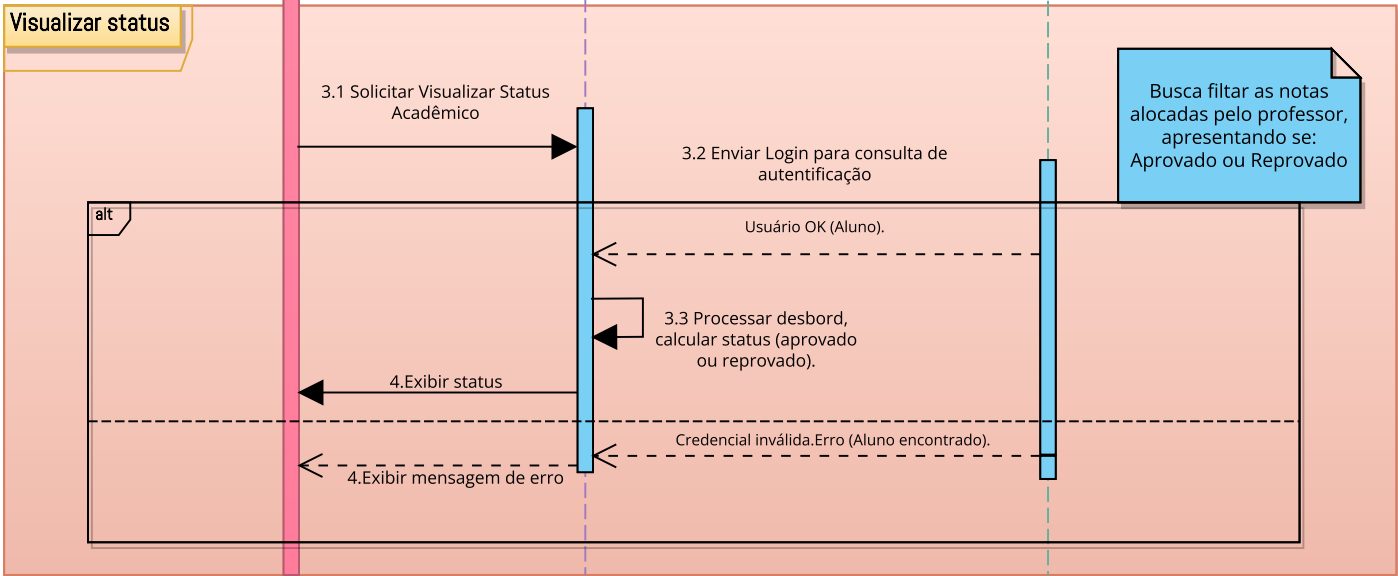 Visualizar status
3.1 Solicitar Visualizar Status
Acadêmico
Busca filtar as notas
alocadas pelo professor,
apresentando se:
Aprovado ou Reprovado
3.2 Enviar Login para consulta de
autentificação
alt
Usuário OK (Aluno).
3.3 Processar desbord,
calcular status (aprovado
ou reprovado).
4.Exibir status
Credencial inválida.Erro (Aluno encontrado).
4.Exibir mensagem de erro